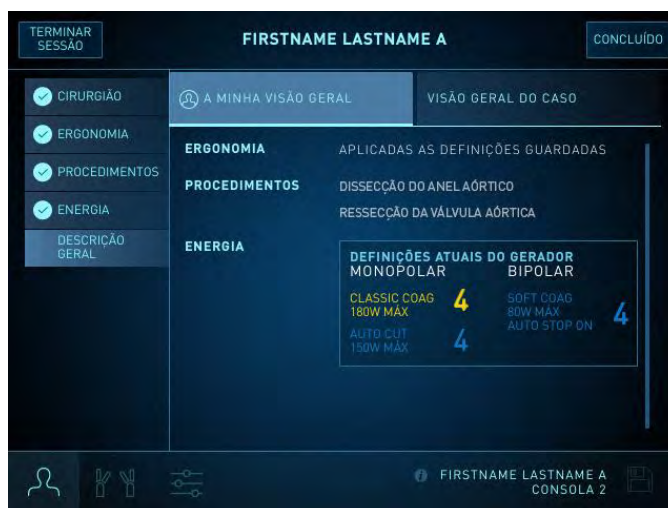 TERMINAR
SESSÃO
FIRSTNAME LASTNAME A
CONCLUÍDO
CIRURGIÃO
ERGONOMIA
PROCEDIMENTOS
ENERGIA
DESCRIÇÃO
GERAL
A MINHA VISÃO GERAL
VISÃO GERAL DO CASO
ERGONOMIA
APLICADAS AS DEFINIÇÕES GUARDADAS
PROCEDIMENTOS
DISSECÇÃO DO ANEL AÓRTICO
RESSECÇÃO DA VÁLVULA AÓRTICA
ENERGIA
DEFINIÇÕES ATUAIS DO GERADOR
MONOPOLAR
CLASSIC COAG
180W MÁX
4
AUTO CUT
150W MÁX
4
BIPOLAR
SOFT COAG
80W MÁX
AUTO STOP ON
4
FIRSTNAME LASTNAME A
CONSOLA 2